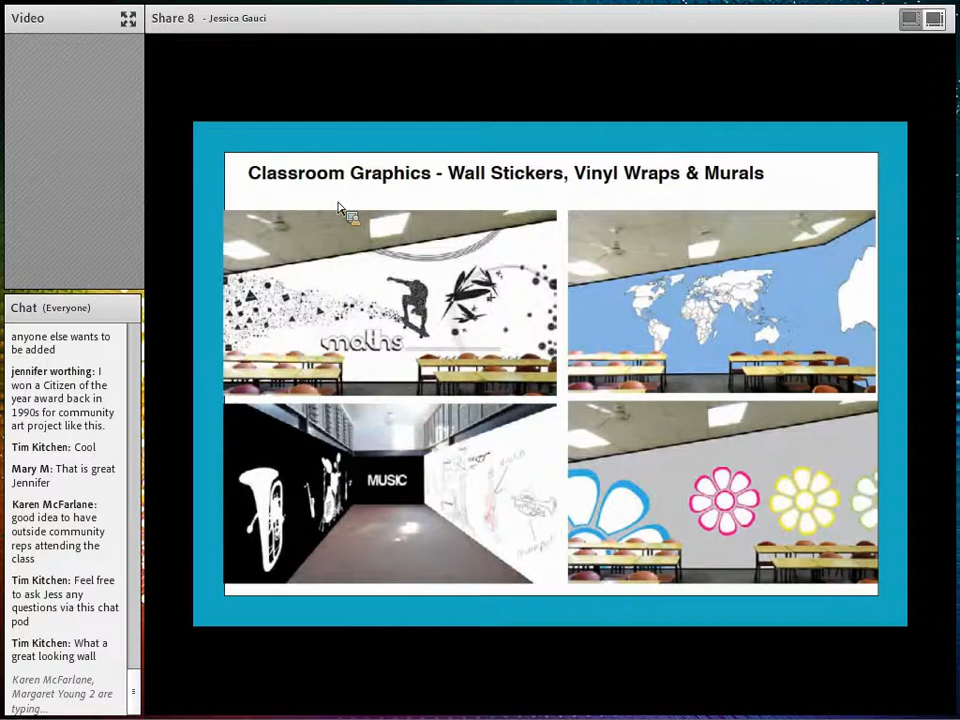 Video
Share 8 - Jessica Gauci
Classroom Graphics - Wall Stickers, Vinyl Wraps & Murals
maths
MUSIC
Chat (Everyone)
anyone else wants to
be added
jennifer worthing: I
won a Citizen of the
year award back in
1990s for community
art project like this.
Tim Kitchen: Cool
Mary M: That is great
Jennifer
Karen McFarlane:
good idea to have
outside community
reps attending the
class
Tim Kitchen: Feel free
to ask Jess any
questions via this chat
pod
Tim Kitchen: What a
great looking wall
Karen McFarlane,
Margaret Young 2 are
typing...